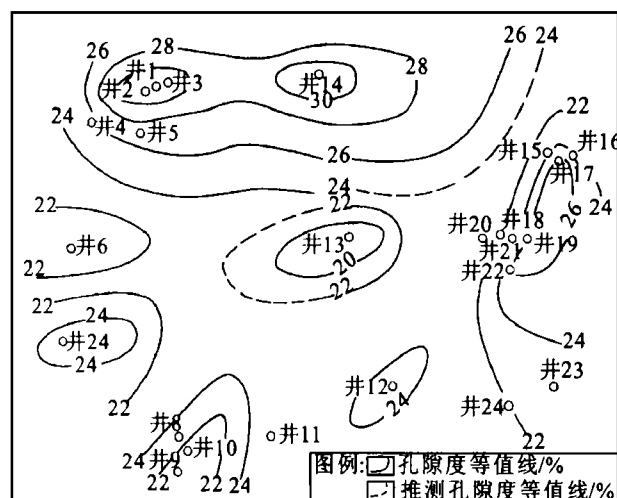 26 28 26 24
井1
井2 井3 井14 28
30
24 井4 井5 22
26 井15 井16
井17
24
22 22 26 24
井20 井18
井6 井13 井21 井19
22 20 井22
22 22
24 24
井24
24
22 井12 井23
24 井24
井8
井10 井11 22
24 井9
22 22 24
图例: 孔隙度等值线/%
推测孔隙度等值线/%